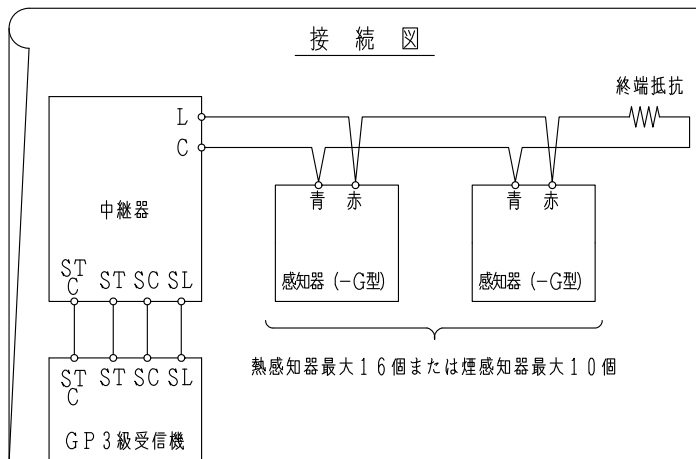 接続図
終端抵抗
L
C
青 赤
青 赤
中継器
感知器(-G型)
感知器(-G型)
STC ST SC SL
熱感知器最大16個または煙感知器最大10個
STC ST SC SL
GP3級受信機